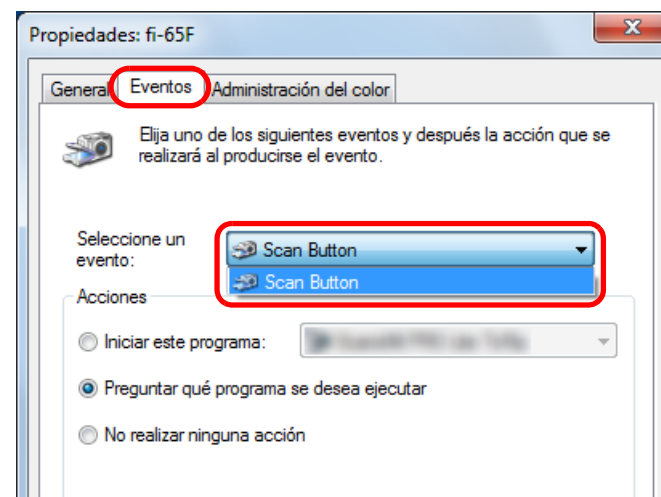 Propiedades: fi-65F
General Eventos Administración del color
Elija uno de los siguientes eventos y después la acción que se
realizará al producirse el evento.
Seleccione un
evento:
Scan Button
Scan Button
Acciones
Iniciar este programa:
Preguntar qué programa se desea ejecutar
No realizar ninguna acción